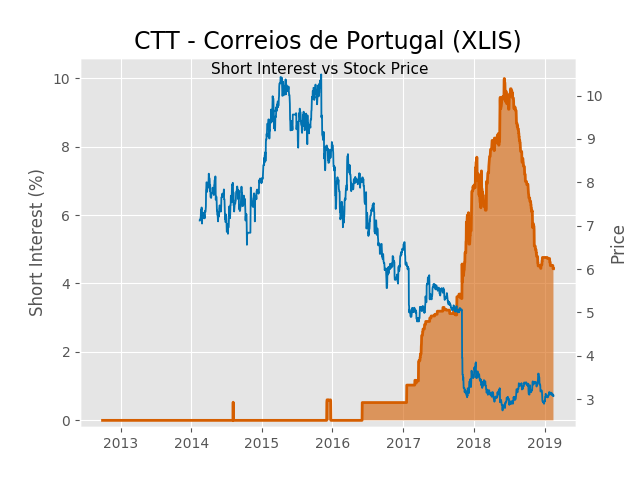 CTT - Correios de Portugal (XLIS)
Short Interest vs Stock Price
Short Interest (%)
10
8
6
4
2
0
10
9
8
7
6
5
4
3
Price
2013 2014 2015 2016 2017 2018 2019